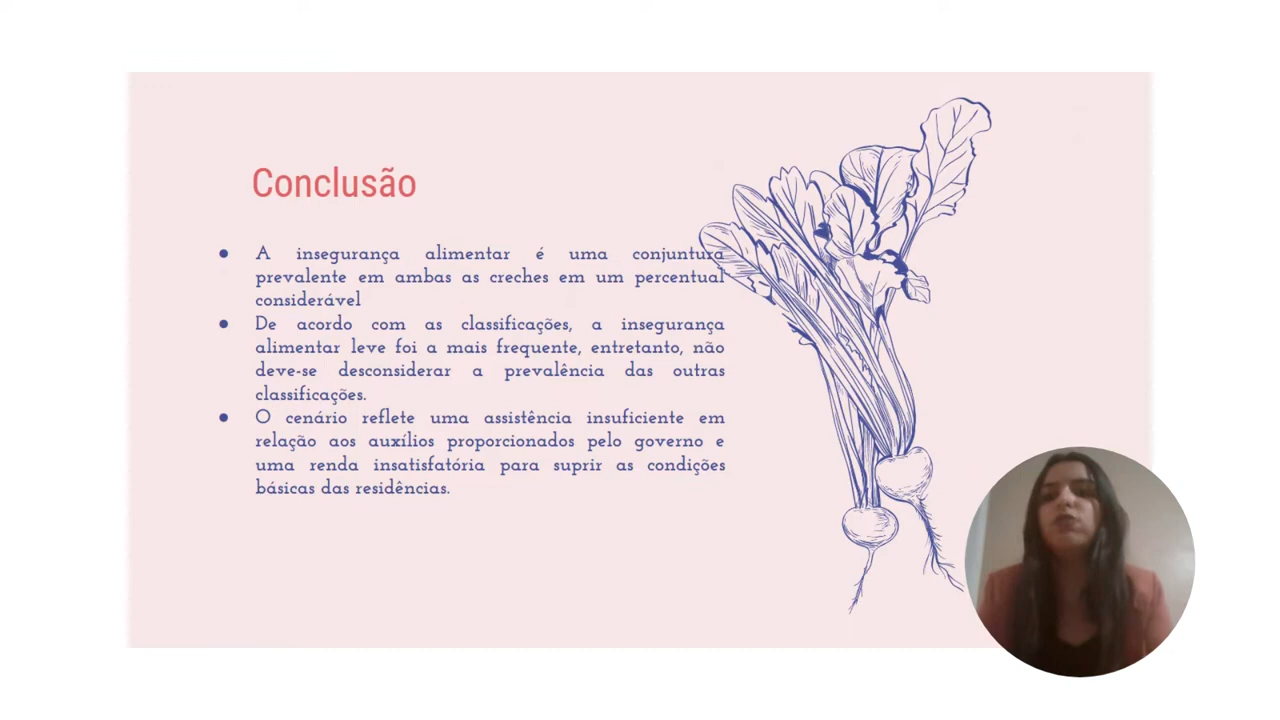 Conclusão
● A insegurança alimentar é uma conjuntura
prevalente em ambas as creches em um percentual
considerável
● De acordo com as classificações, a insegurança
alimentar leve foi a mais frequente, entretanto, não
deve-se desconsiderar a prevalência das outras
classificações.
● O cenário reflete uma assistência insuficiente em
relação aos auxílios proporcionados pelo governo e
uma renda insatisfatória para suprir as condições
básicas das residências.